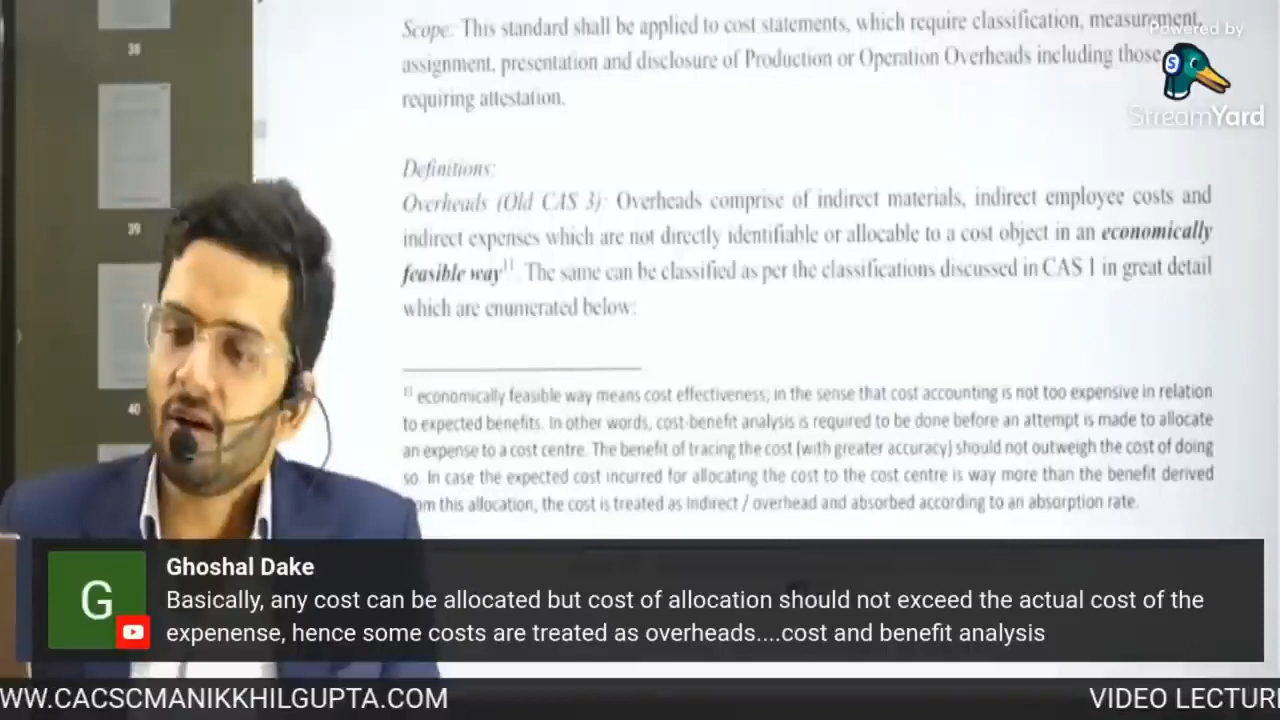 38
39
40
Scope: This standard shall be applied to cost statements, which require classification, measurement,
assignment, presentation and disclosure of Production or Operation Overheads including those
requiring attestation.
Powered by
S
StreamYard
Definitions:
Overheads (Old CAS 3): Overheads comprise of indirect materials, indirect employee costs and
indirect expenses which are not directly identifiable or allocable to a cost object in an economically
feasible way11. The same can be classified as per the classifications discussed in CAS 1 in great detail
which are enumerated below:
11 economically feasible way means cost effectiveness; in the sense that cost accounting is not too expensive in relation
to expected benefits. In other words, cost-benefit analysis is required to be done before an attempt is made to allocate
an expense to a cost centre. The benefit of tracing the cost (with greater accuracy) should not outweigh the cost of doing
so. In case the expected cost incurred for allocating the cost to the cost centre is way more than the benefit derived
this allocation, the cost is treated as Indirect / overhead and absorbed according to an absorption rate.
G
Ghoshal Dake
Basically, any cost can be allocated but cost of allocation should not exceed the actual cost of the
expenense, hence some costs are treated as overheads....cost and benefit analysis
WW.CACSCMANIKKHILGUPTA.COM
VIDEO LECTUR